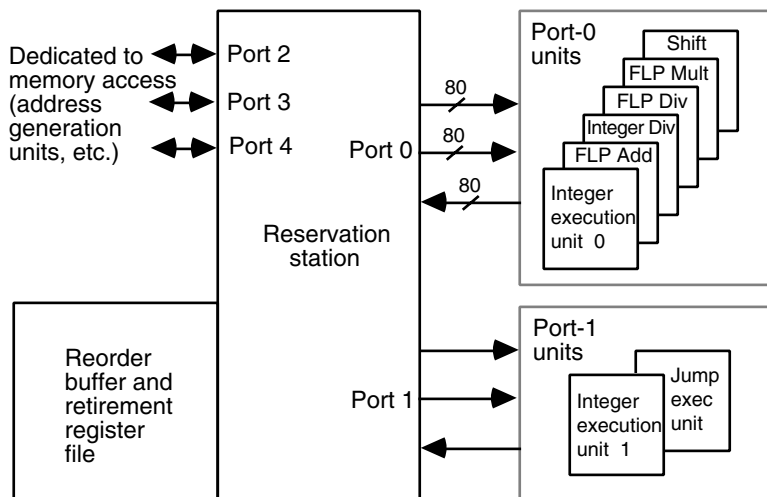 Dedicated to
memory access
(address
generation
units, etc.)
Port 2
Port 3
Port 4
Port 0
Reservation
station
Port 1
Reorder
buffer and
retirement
register
file
80
80
80
Port-0
units
Shift
FLP Mult
FLP Div
Integer Div
FLP Add
Integer
execution
unit 0
Port-1
units
Jump
exec
unit
Integer
execution
unit 1